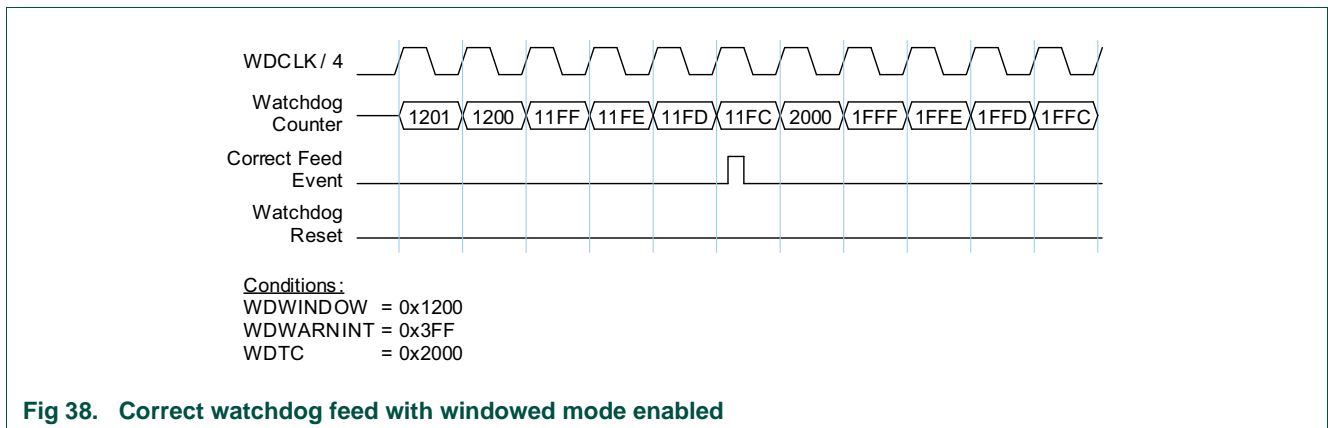 WDCLK / 4
Watchdog
Counter
1201 1200 11FF 11FE 11FD 11FC 2000 1FFF 1FFE 1FFD 1FFC
Correct Feed
Event
Watchdog
Reset
Conditions:
WDWINDOW = 0x1200
WDWARNINT = 0x3FF
WDTC = 0x2000
Fig 38. Correct watchdog feed with windowed mode enabled